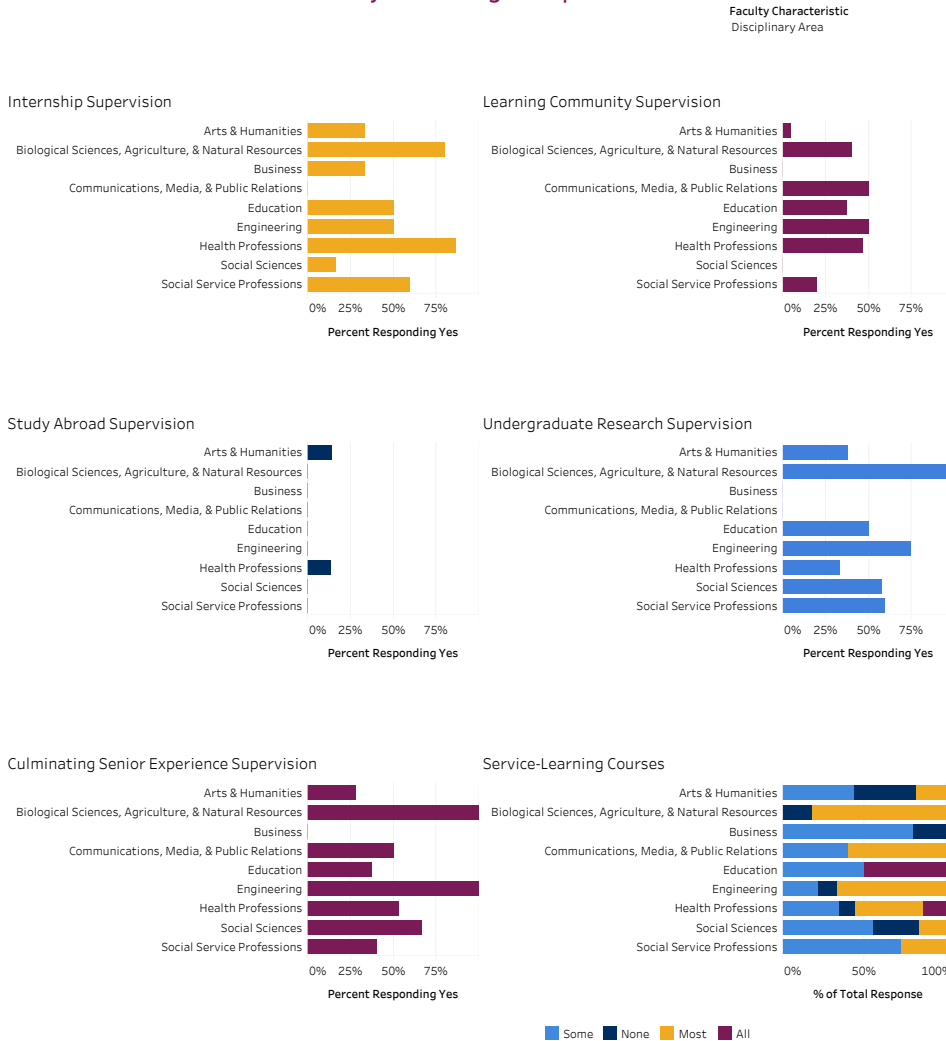 Faculty Characteristic
Disciplinary Area
Internship Supervision
Arts & Humanities
Biological Sciences, Agriculture, & Natural Resources
Business
Communications, Media, & Public Relations
Education
Engineering
Health Professions
Social Sciences
Social Service Professions
0% 25% 50% 75%
Percent Responding Yes
Learning Community Supervision
Arts & Humanities
Biological Sciences, Agriculture, & Natural Resources
Business
Communications, Media, & Public Relations
Education
Engineering
Health Professions
Social Sciences
Social Service Professions
0% 25% 50% 75%
Percent Responding Yes
Study Abroad Supervision
Arts & Humanities
Biological Sciences, Agriculture, & Natural Resources
Business
Communications, Media, & Public Relations
Education
Engineering
Health Professions
Social Sciences
Social Service Professions
0% 25% 50% 75%
Percent Responding Yes
Undergraduate Research Supervision
Arts & Humanities
Biological Sciences, Agriculture, & Natural Resources
Business
Communications, Media, & Public Relations
Education
Engineering
Health Professions
Social Sciences
Social Service Professions
0% 25% 50% 75%
Percent Responding Yes
Culminating Senior Experience Supervision
Arts & Humanities
Biological Sciences, Agriculture, & Natural Resources
Business
Communications, Media, & Public Relations
Education
Engineering
Health Professions
Social Sciences
Social Service Professions
0% 25% 50% 75%
Percent Responding Yes
Service-Learning Courses
Arts & Humanities
Biological Sciences, Agriculture, & Natural Resources
Business
Communications, Media, & Public Relations
Education
Engineering
Health Professions
Social Sciences
Social Service Professions
0% 50% 100%
% of Total Response
Some None Most All